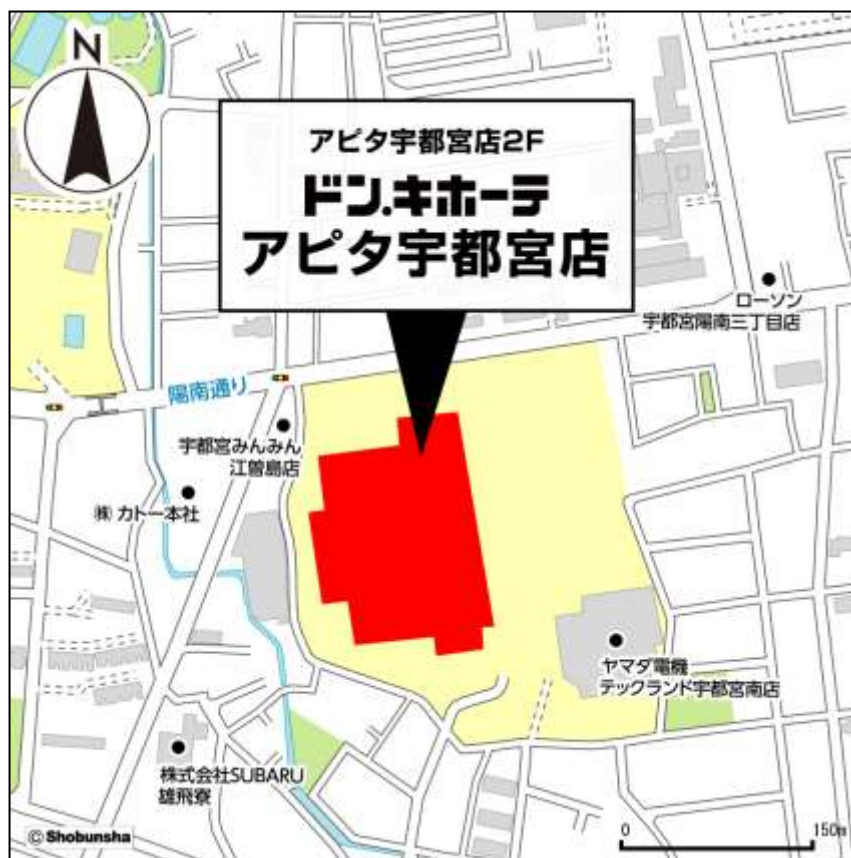 N
アピタ宇都宮店2F
ドン.キホーテ
アピタ宇都宮店
ローソン
宇都宮陽南三丁目店
陽南通り
宇都宮みんみん
江曽島店
㈱ カトー本社
ヤマダ電機
テックランド宇都宮南店
株式会社SUBARU
雄飛寮
© Shobunsha
0 150m